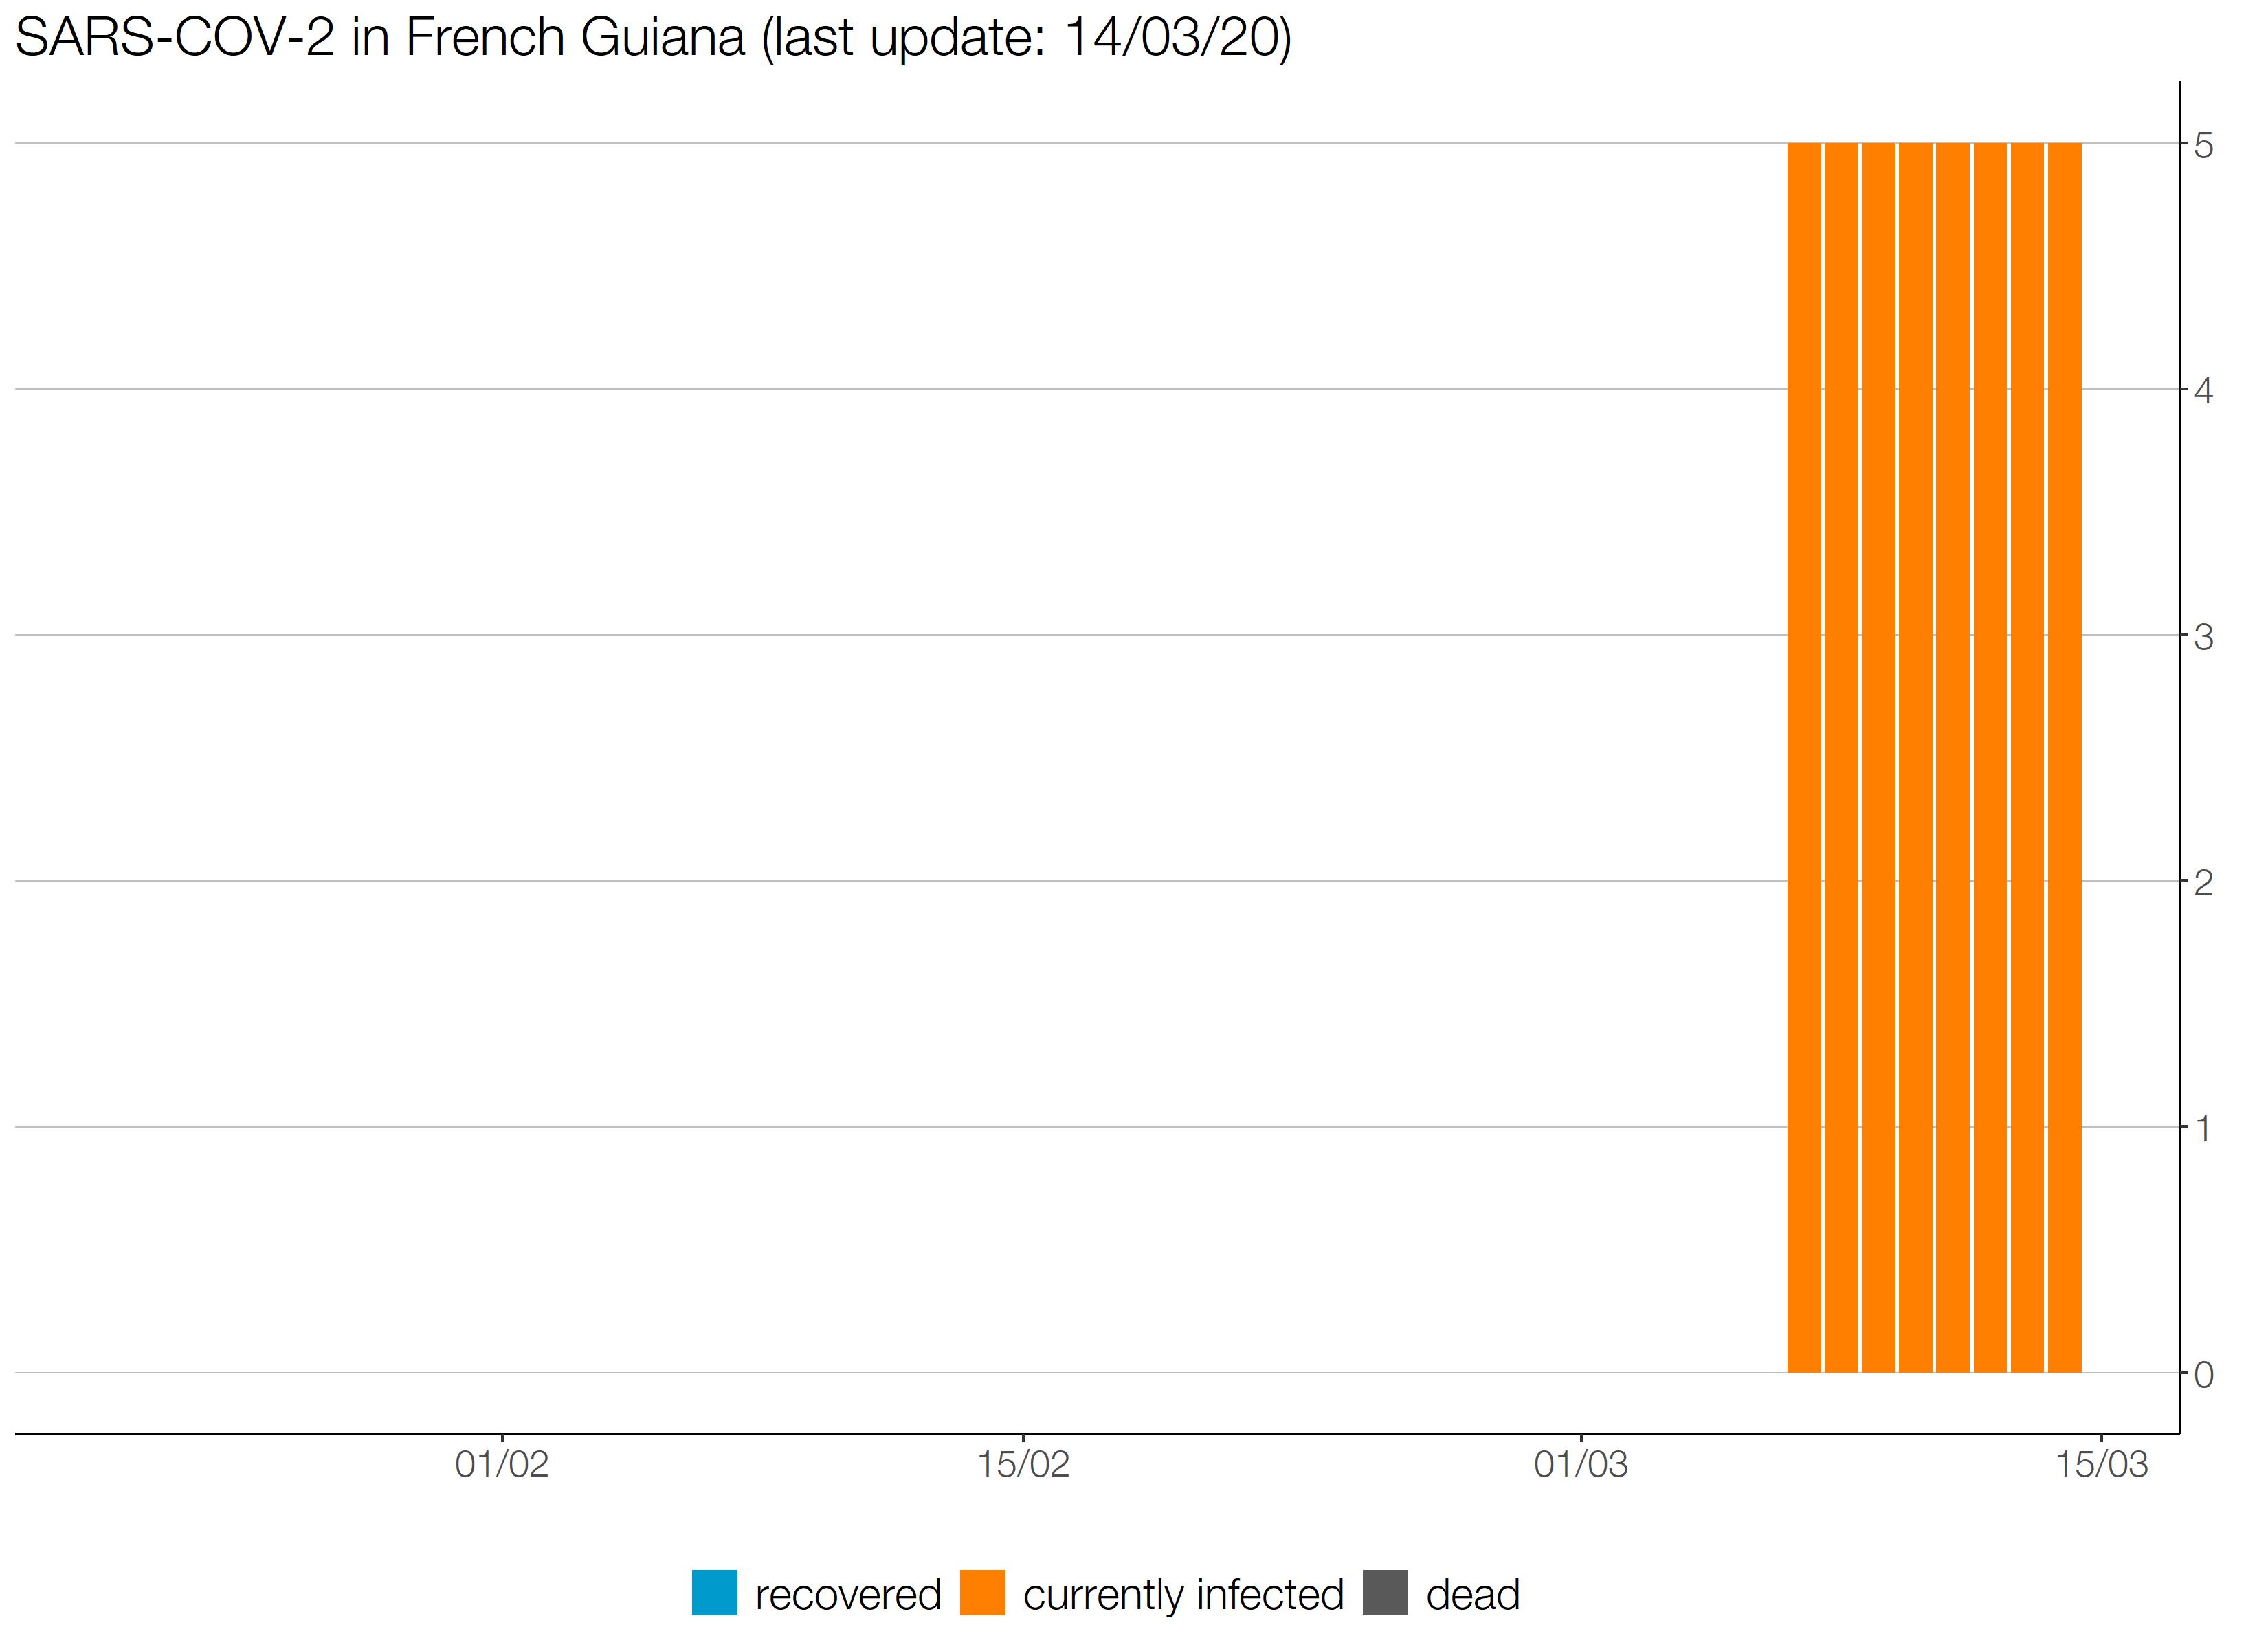 SARS-COV-2 in French Guiana (last update: 14/03/20)
5
4
3
2
1
0
01/02 15/02 01/03 15/03
recovered currently infected dead